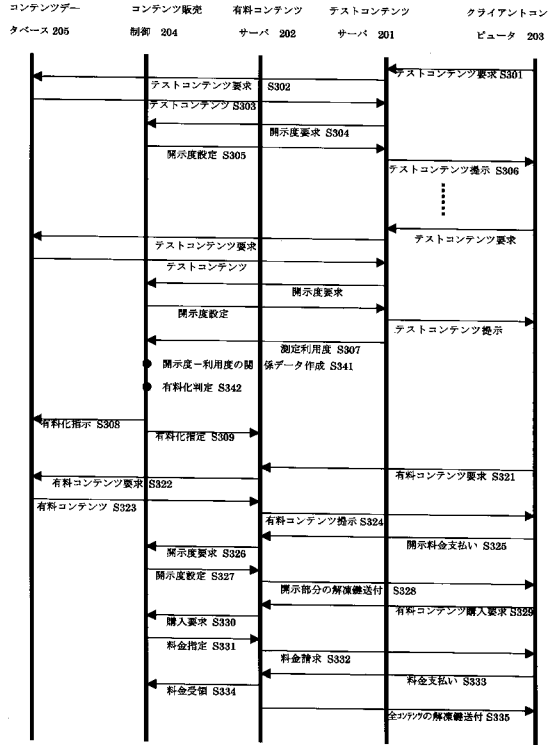 コンテンツデー
タベース 205
コンテンツ販売
制御 204
有料コンテンツ
サーバ 202
テストコンテンツ
サーバ 201
クライアントコン
ピュータ 203
テストコンテンツ要求 S301
テストコンテンツ要求 S302
テストコンテンツ S303
開示度要求 S304
開示度設定 S305
テストコンテンツ提示 S306
テストコンテンツ要求
テストコンテンツ要求
テストコンテンツ
開示度要求
開示度設定
テストコンテンツ提示
測定利用度 S307
開示度－利用度の関係データ作成 S341
有料化判定 S342
有料化指示 S308
有料化指定 S309
有料コンテンツ要求 S321
有料コンテンツ要求 S322
有料コンテンツ S323
有料コンテンツ提示 S324
開示料金支払い S325
開示度要求 S326
開示度設定 S327
開示部分の解凍鍵送付 S328
有料コンテンツ購入要求 S329
購入要求 S330
料金指定 S331
料金請求 S332
料金支払い S333
料金受領 S334
全コンテンツの解凍鍵送付 S335